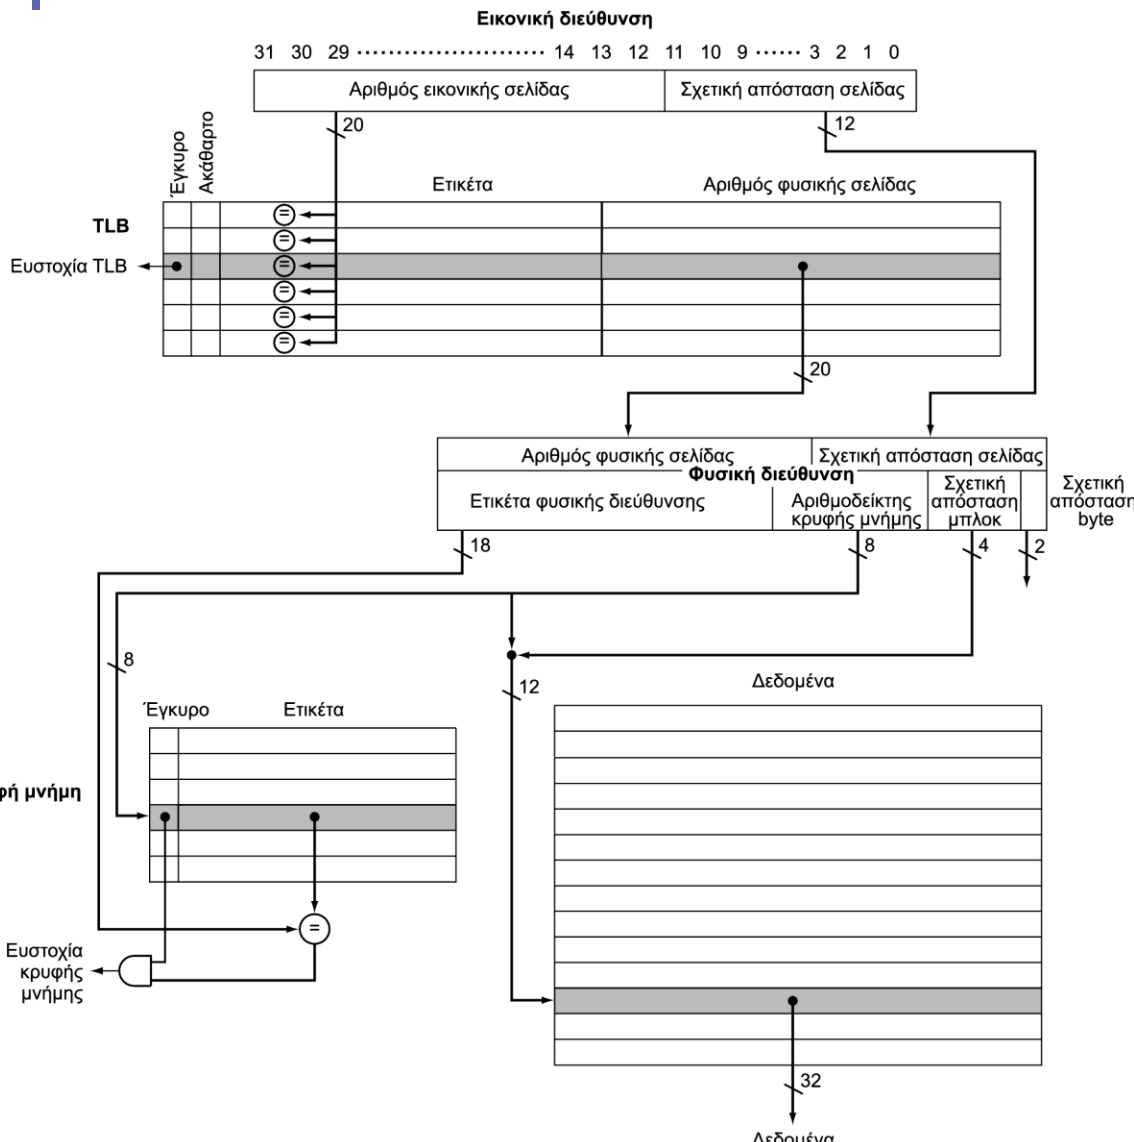 Εικονική διεύθυνση
31 30 29 ..................... 14 13 12 11 10 9 ...... 3 2 1 0
Αριθμός εικονικής σελίδας Σχετική απόσταση σελίδας
20 12
Έγκυρο
Ακάθαρτο
Ετικέτα Αριθμός φυσικής σελίδας
TLB
=
=
Ευστοχία TLB =
=
=
=
20
Αριθμός φυσικής σελίδας Σχετική απόσταση σελίδας
Φυσική διεύθυνση
Ετικέτα φυσικής διεύθυνσης
Αριθμοδείκτης
κρυφής μνήμης
Σχετική
απόσταση
μπλοκ
Σχετική
απόσταση
byte
18 8 4 2
8
12
Δεδομένα
Έγκυρο Ετικέτα
μνήμη
=
Ευστοχία
κρυφής
μνήμης
32
Δεδομένα